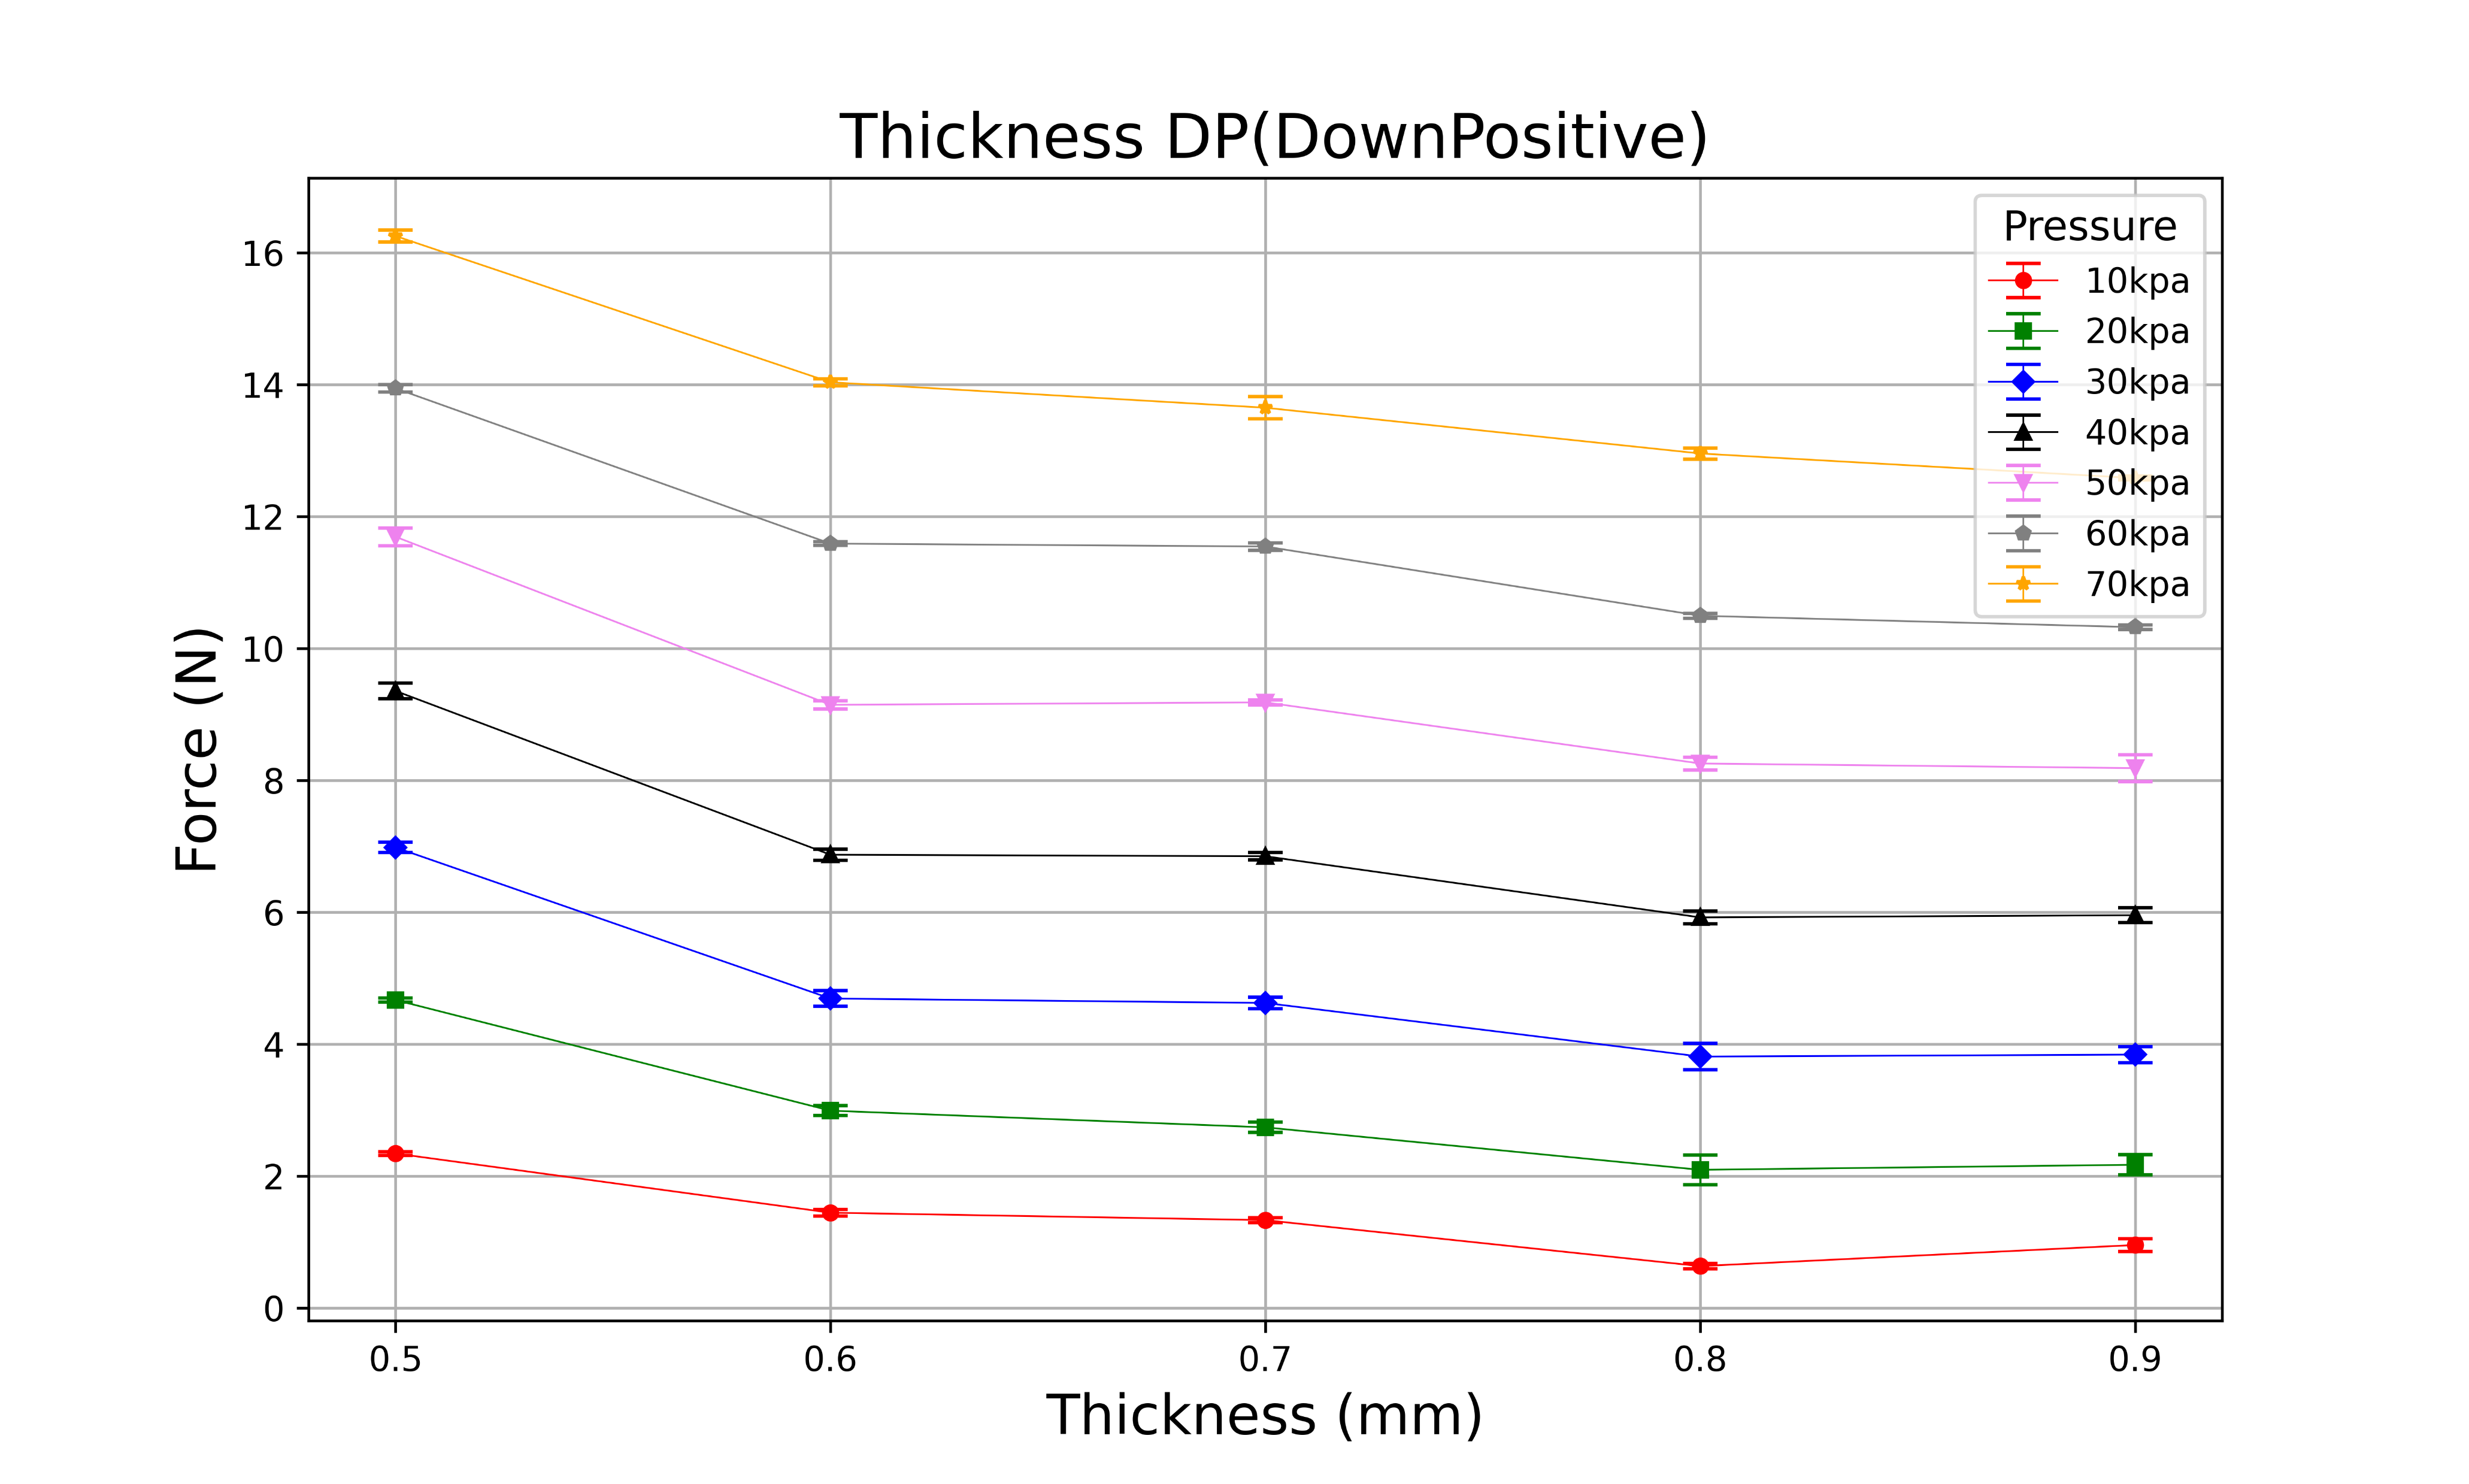 Thickness DP(DownPositive)
Pressure
10kpa
20kpa
30kpa
40kpa
50kpa
60kpa
70kpa
Force (N)
16
14
12
10
8
6
4
2
0
0.5 0.6 0.7 0.8 0.9
Thickness (mm)